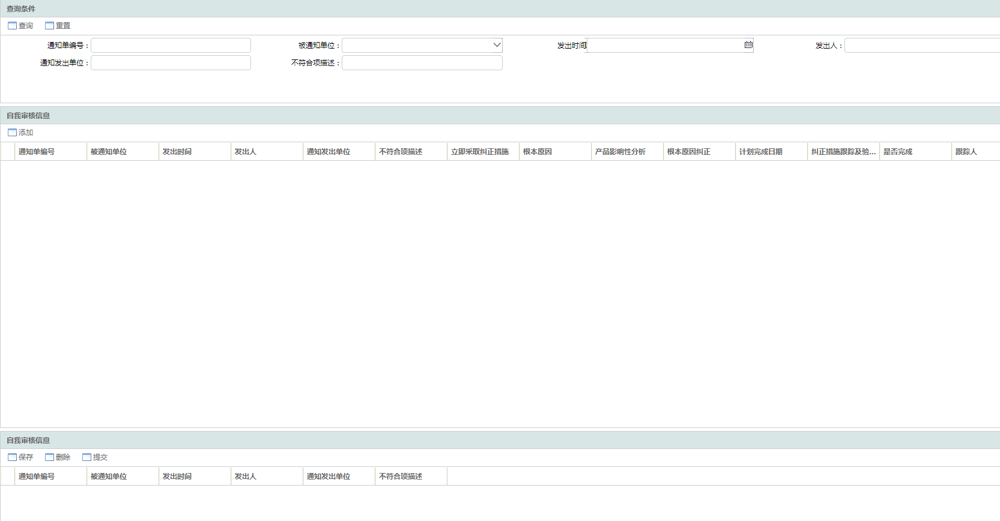 查询条件
查询 重置
通知单编号： 被通知单位： 发出时间 发出人：
通知发出单位： 不符合项描述：
自我审核信息
添加
通知单编号 被通知单位 发出时间 发出人 通知发出单位 不符合项描述 立即采取纠正措施 根本原因 产品影响性分析 根本原因纠正 计划完成日期 纠正措施跟踪及验... 是否完成 跟踪人
自我审核信息
保存 删除 提交
通知单编号 被通知单位 发出时间 发出人 通知发出单位 不符合项描述